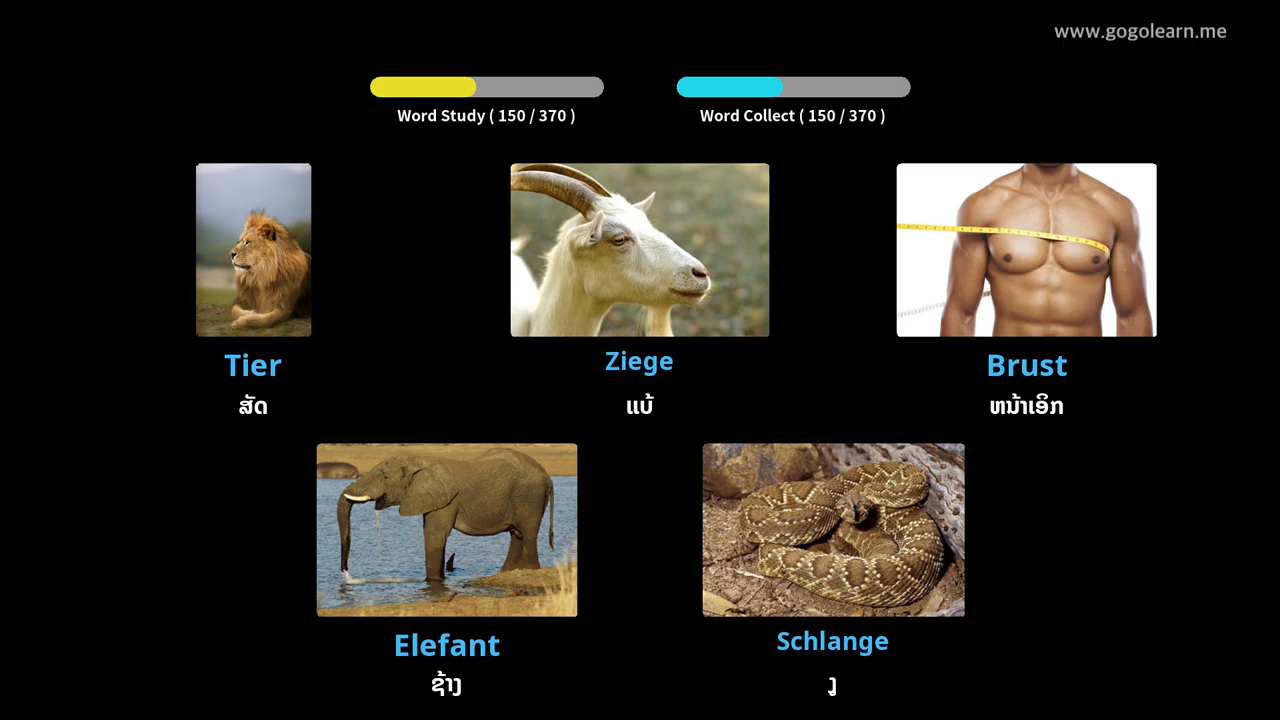 www.gogolearn.me
Word Study ( 150 / 370 )
Word Collect ( 150 / 370 )
Tier
ສັດ
Ziege
ແບ້
Brust
ຫນ້າເອິກ
Elefant
ຊ້າງ
Schlange
ງູ